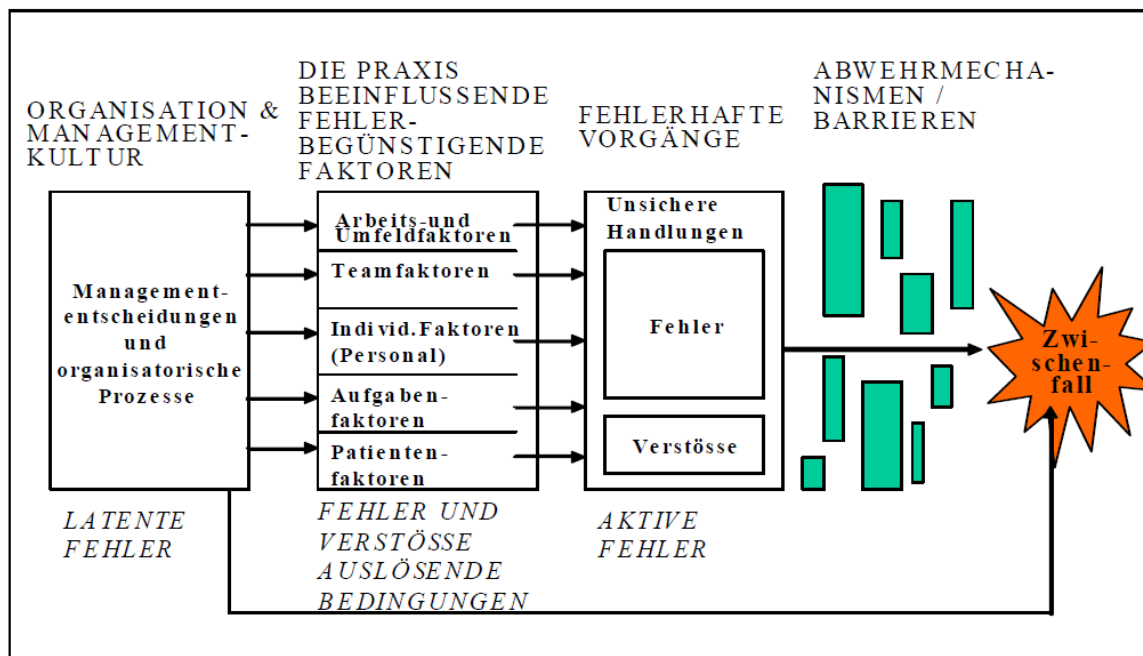 ORGANISATION &
MANAGEMENT-
KULTUR
DIE PRAXIS
BEEINFLUSSENDE
FEHLER-
BEGÜNSTIGENDE
FAKTOREN
FEHLERHAFTE
VORGÄNGE
ABWEHRMECHA-
NISMEN /
BARRIEREN
Management-
entscheidungen
und
organisatorische
Prozesse
Arbeits-und
Umfeldfaktoren
Teamfaktoren
Individ.Faktoren
(Personal)
Aufgaben-
faktoren
Patienten-
faktoren
Unsichere
Handlungen
Fehler
Verstösse
Zwi-
schen-
fall
LATENTE
FEHLER
FEHLER UND
VERSTÖSSE
AUSLÖSENDE
BEDINGUNGEN
AKTIVE
FEHLER